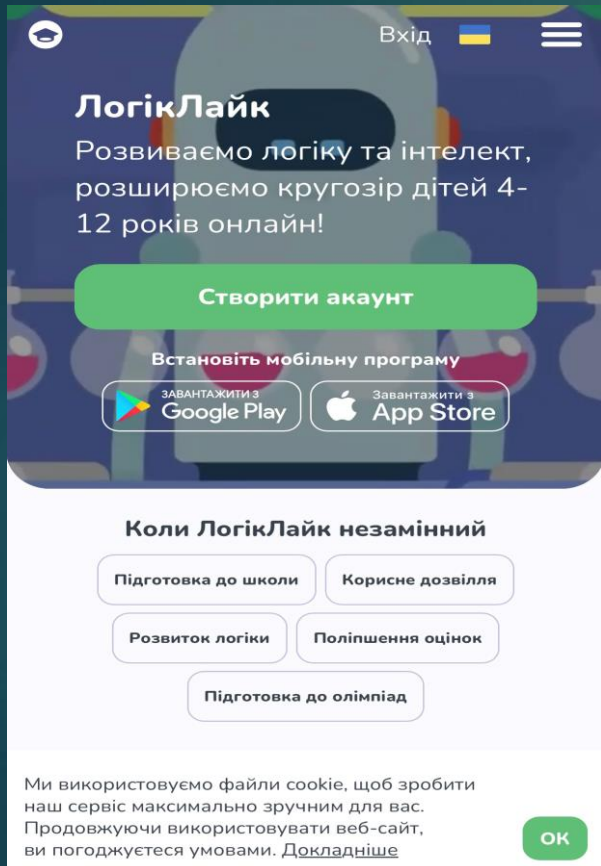 Вхід
ЛогікЛайк
Розвиваємо логіку та інтелект,
розширюємо кругозір дітей 4-
12 років онлайн!
Створити акаунт
Встановіть мобільну програму
ЗАВАНТАЖИТИ З
Google Play
Завантажити з
App Store
Коли ЛогікЛайк незамінний
Підготовка до школи
Корисне дозвілля
Розвиток логіки
Поліпшення оцінок
Підготовка до олімпіад
Ми використовуємо файли cookie, щоб зробити
наш сервіс максимально зручним для вас.
Продовжуючи використовувати веб-сайт,
ви погоджуєтеся умовами. Докладніше
ОК